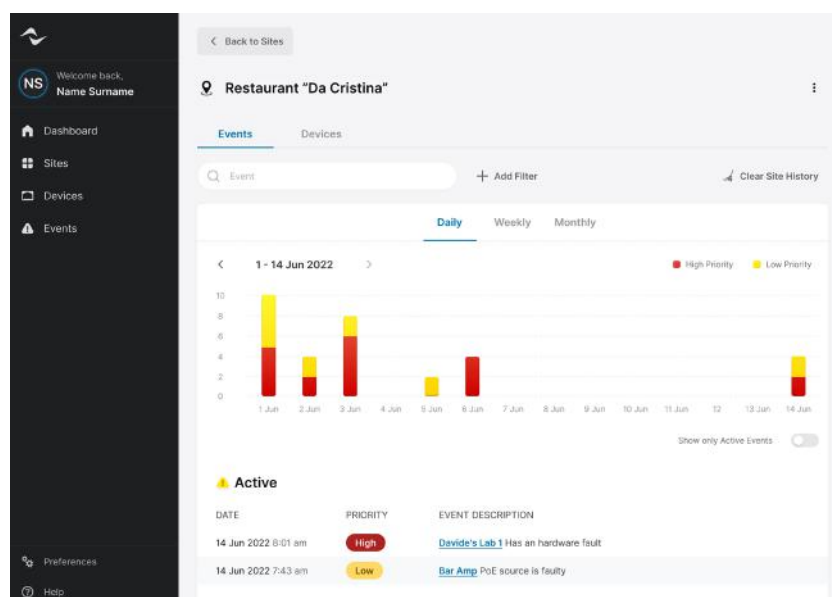 Back to Sites
NS
Welcome back,
Name Surname
Restaurant "Da Cristina"
Dashboard
Sites
Devices
Events
Events Devices
Event
Add Filter
Clear Site History
Daily Weekly Monthly
1 - 14 Jun 2022
High Priority Low Priority
10
8
6
4
2
0
1 Jun 2 Jun 3 Jun 4 Jun 5 Jun 6 Jun 7 Jun 8 Jun 9 Jun 10 Jun 11 Jun 12 13 Jun 14 Jun
Show only Active Events
Active
DATE PRIORITY EVENT DESCRIPTION
14 Jun 2022 8:01 am High Davide's Lab 1 Has an hardware fault
14 Jun 2022 7:43 am Low Bar Amp PoE source is faulty
Preferences
Help